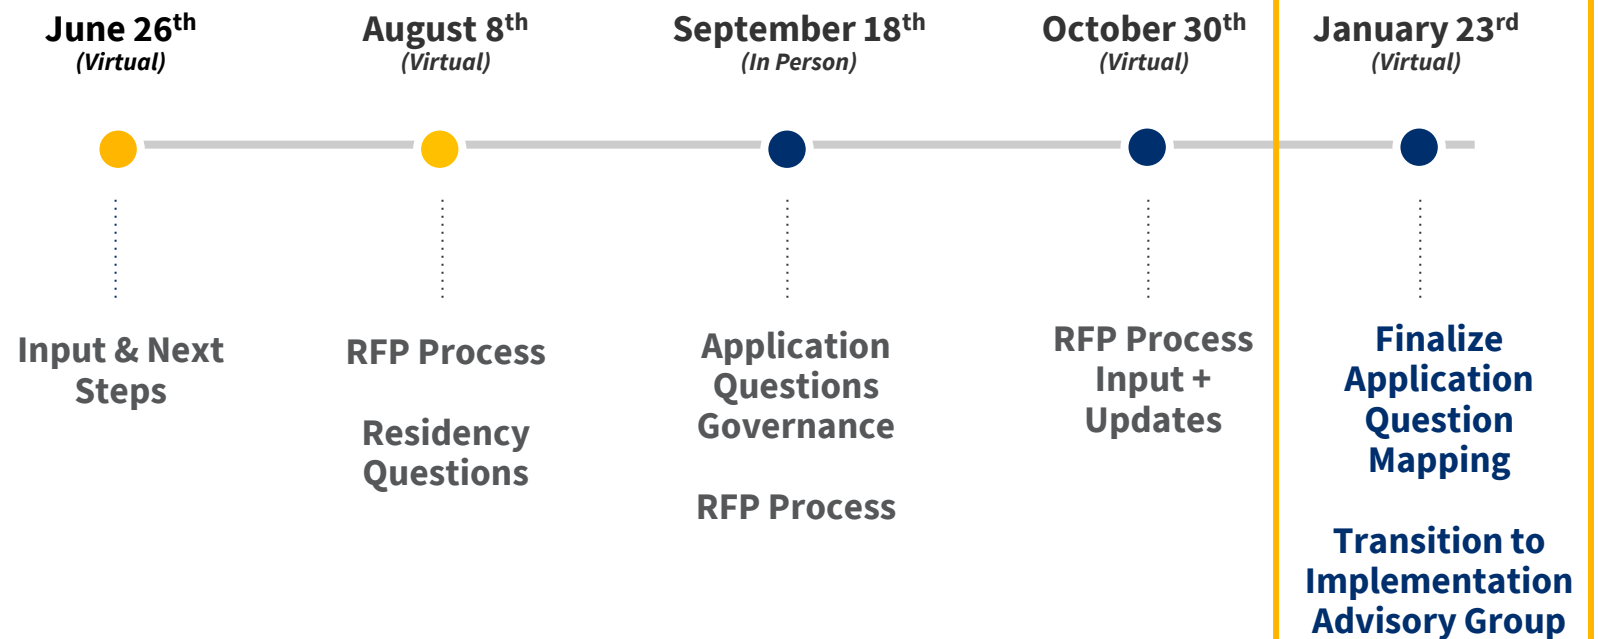 June 26th
(Virtual)
August 8th
(Virtual)
September 18th
(In Person)
October 30th
(Virtual)
January 23rd
(Virtual)
Input & Next
Steps
RFP Process
Residency
Questions
Application
Questions
Governance
RFP Process
RFP Process
Input +
Updates
Finalize
Application
Question
Mapping
Transition to
Implementation
Advisory Group